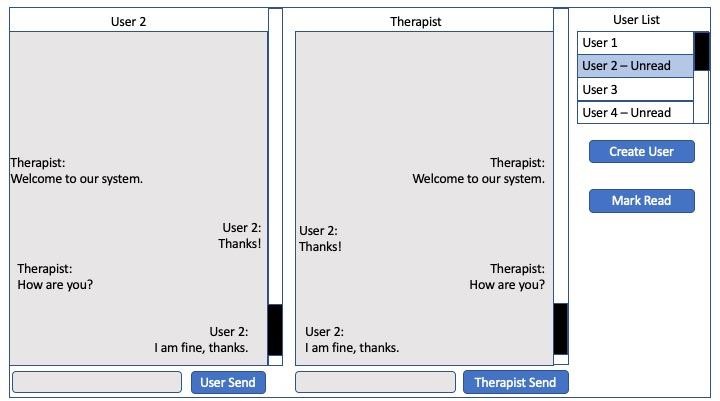 User 2
Therapist:
Welcome to our system.
User 2:
Thanks!
Therapist:
How are you?
User 2:
I am fine, thanks.
User Send
Therapist
Therapist:
Welcome to our system.
User 2:
Thanks!
Therapist:
How are you?
User 2:
I am fine, thanks.
Therapist Send
User List
User 1
User 2 – Unread
User 3
User 4 – Unread
Create User
Mark Read